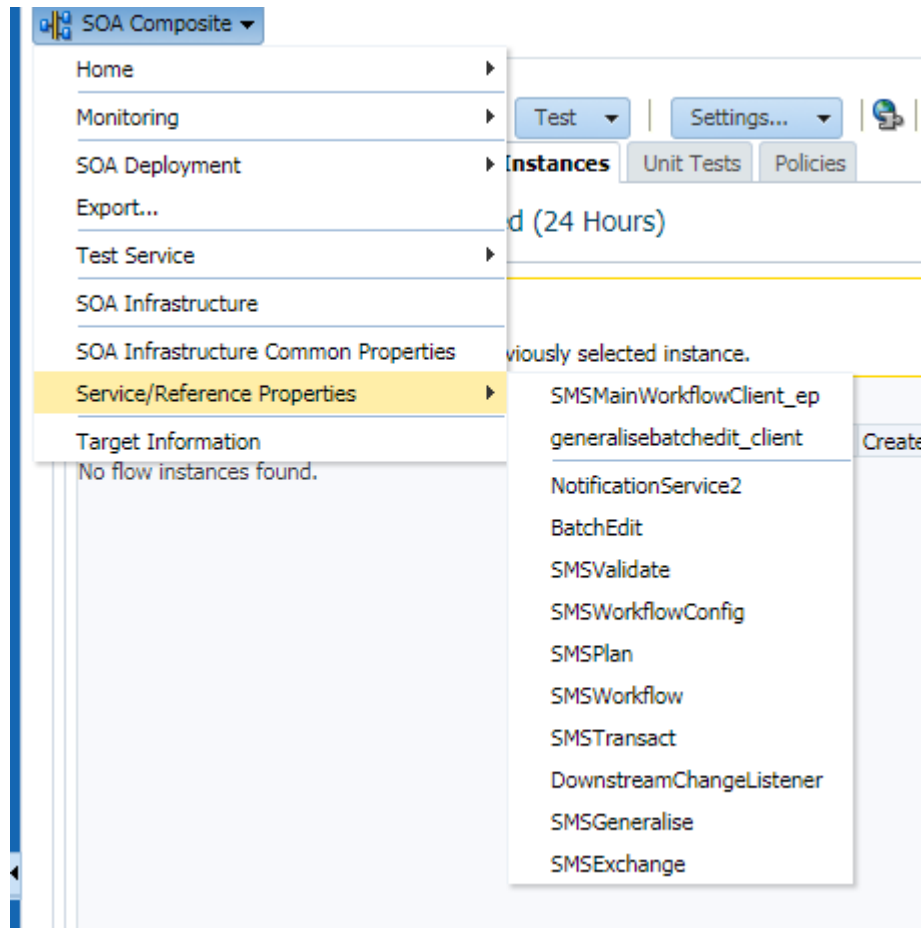 SOA Composite
Home
Monitoring
Test
Settings...
SOA Deployment
Instances
Unit Tests
Policies
Export...
(24 Hours)
Test Service
SOA Infrastructure
SOA Infrastructure Common Properties
selected instance.
Service/Reference Properties
SMSMainWorkflowClient_ep
Target Information
generalisebatchedit_client
No flow instances found.
NotificationService2
BatchEdit
SMSValidate
SMSWorkflowConfig
SMSPlan
SMSWorkflow
SMSTransact
DownstreamChangeListener
SMSGeneralise
SMSExchange